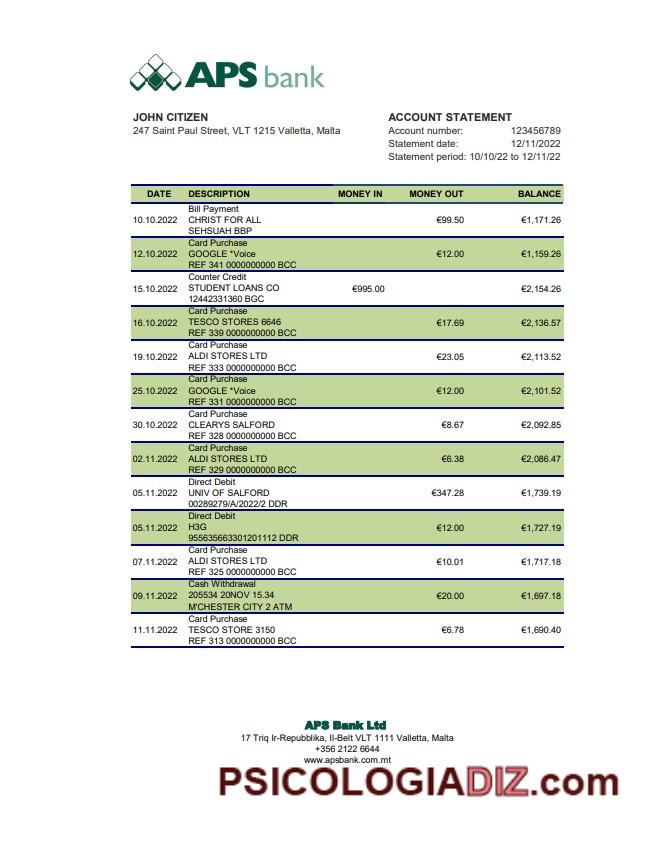 APS bank
JOHN CITIZEN
247 Saint Paul Street, VLT 1215 Valletta, Malta
ACCOUNT STATEMENT
Account number: 123456789
Statement date: 12/11/2022
Statement period: 10/10/22 to 12/11/22
DATE DESCRIPTION MONEY IN MONEY OUT BALANCE
Bill Payment
10.10.2022 CHRIST FOR ALL €99.50 €1,171.26
SEHSUAH BBP
Card Purchase
12.10.2022 GOOGLE *Voice €12.00 €1,159.26
REF 341 0000000000 BCC
Counter Credit
15.10.2022 STUDENT LOANS CO €995.00 €2,154.26
12442331360 BGC
Card Purchase
16.10.2022 TESCO STORES 6646 €17.69 €2,136.57
REF 339 0000000000 BCC
Card Purchase
19.10.2022 ALDI STORES LTD €23.05 €2,113.52
REF 333 0000000000 BCC
Card Purchase
25.10.2022 GOOGLE *Voice €12.00 €2,101.52
REF 331 0000000000 BCC
Card Purchase
30.10.2022 CLEARYS SALFORD €8.67 €2,092.85
REF 328 0000000000 BCC
Card Purchase
02.11.2022 ALDI STORES LTD €6.38 €2,086.47
REF 329 0000000000 BCC
Direct Debit
05.11.2022 UNIV OF SALFORD €347.28 €1,739.19
00289279/A/2022/2 DDR
Direct Debit
05.11.2022 H3G €12.00 €1,727.19
955635663301201112 DDR
Card Purchase
07.11.2022 ALDI STORES LTD €10.01 €1,717.18
REF 325 0000000000 BCC
Cash Withdrawal
09.11.2022 205534 20NOV 15.34 €20.00 €1,697.18
M'CHESTER CITY 2 ATM
Card Purchase
11.11.2022 TESCO STORE 3150 €6.78 €1,690.40
REF 313 0000000000 BCC
APS Bank Ltd
17 Triq Ir-Repubblika, Il-Belt VLT 1111 Valletta, Malta
+356 2122 6644
www.apsbank.com.mt
PSICOLOGIADIZ.com